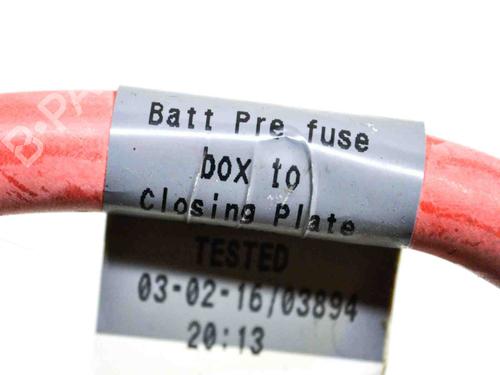 Batt Pre fuse
box to
Closing Plate
TESTED
03-02-16/03894
20:13